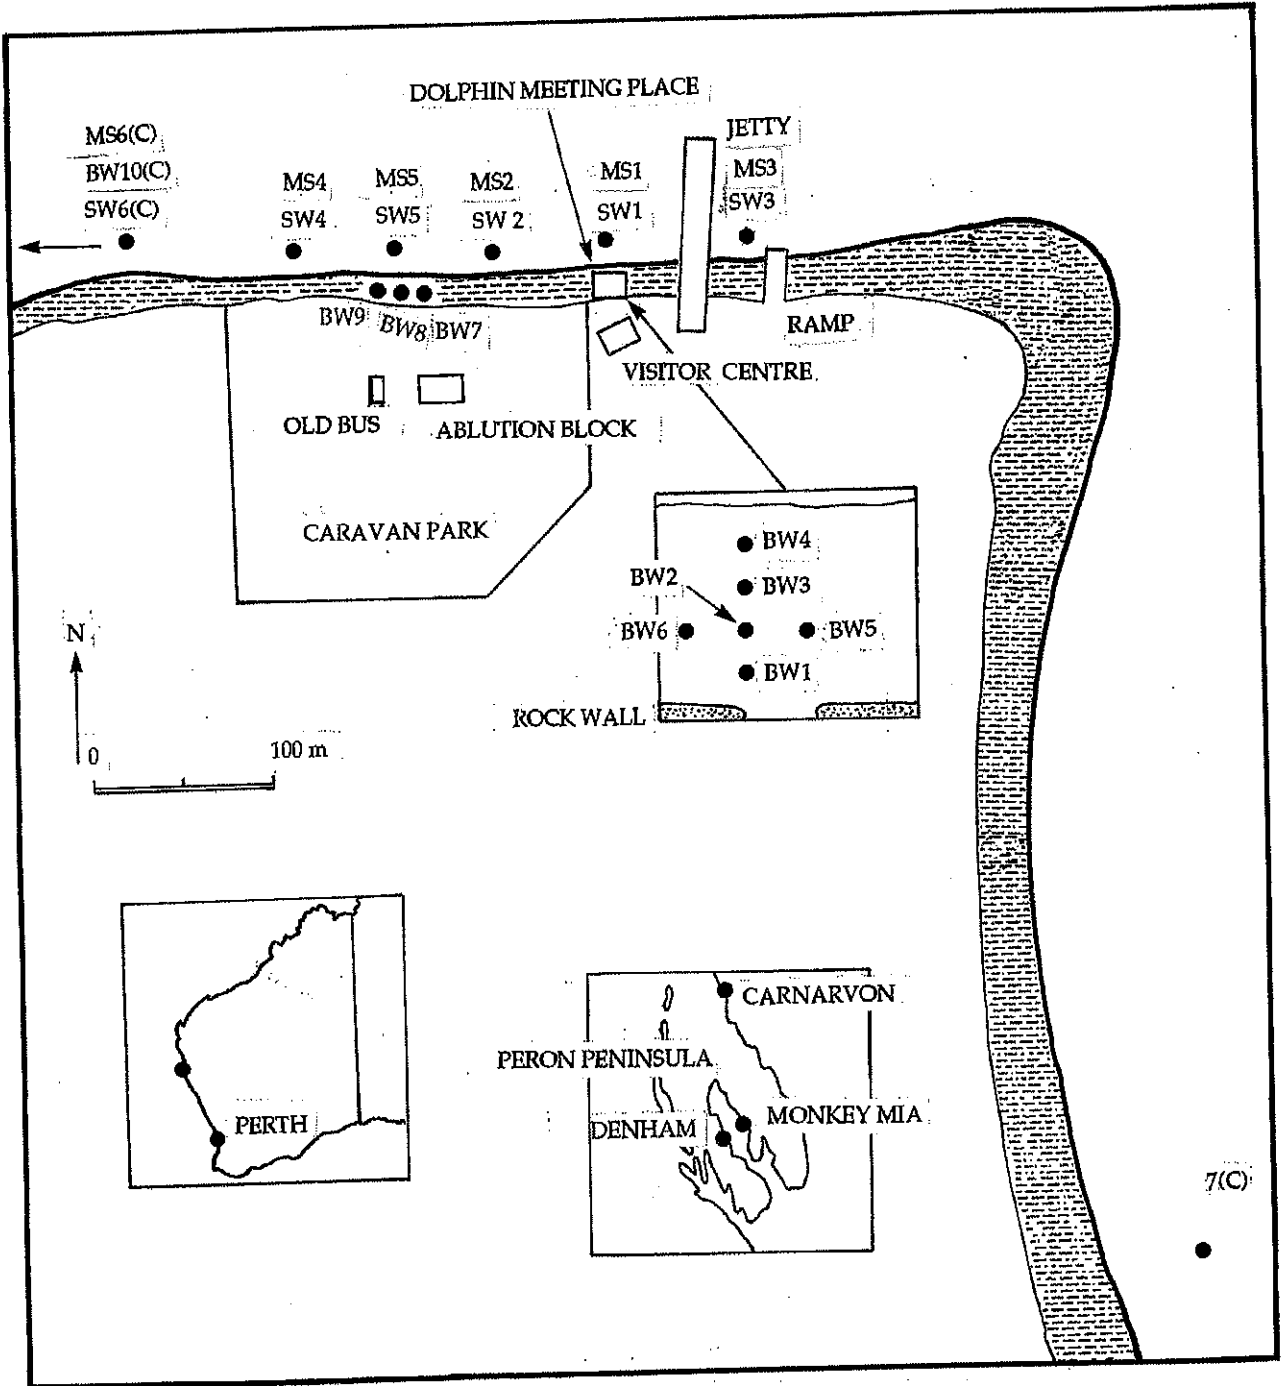 DOLPHIN MEETING PLACE
JETTY
MS6(C)
BW10(C)
SW6(C)
MS4
SW4
MS5
SW5
MS2
SW 2
MS1
SW1
MS3
SW3
BW9
BW8
BW7
RAMP
VISITOR CENTRE
OLD BUS
ABLUTION BLOCK
CARAVAN PARK
BW4
BW2
BW3
BW6
BW5
BW1
ROCK WALL
N
0
100 m
CARNARVON
PERON PENINSULA
MONKEY MIA
DENHAM
PERTH
7(C)